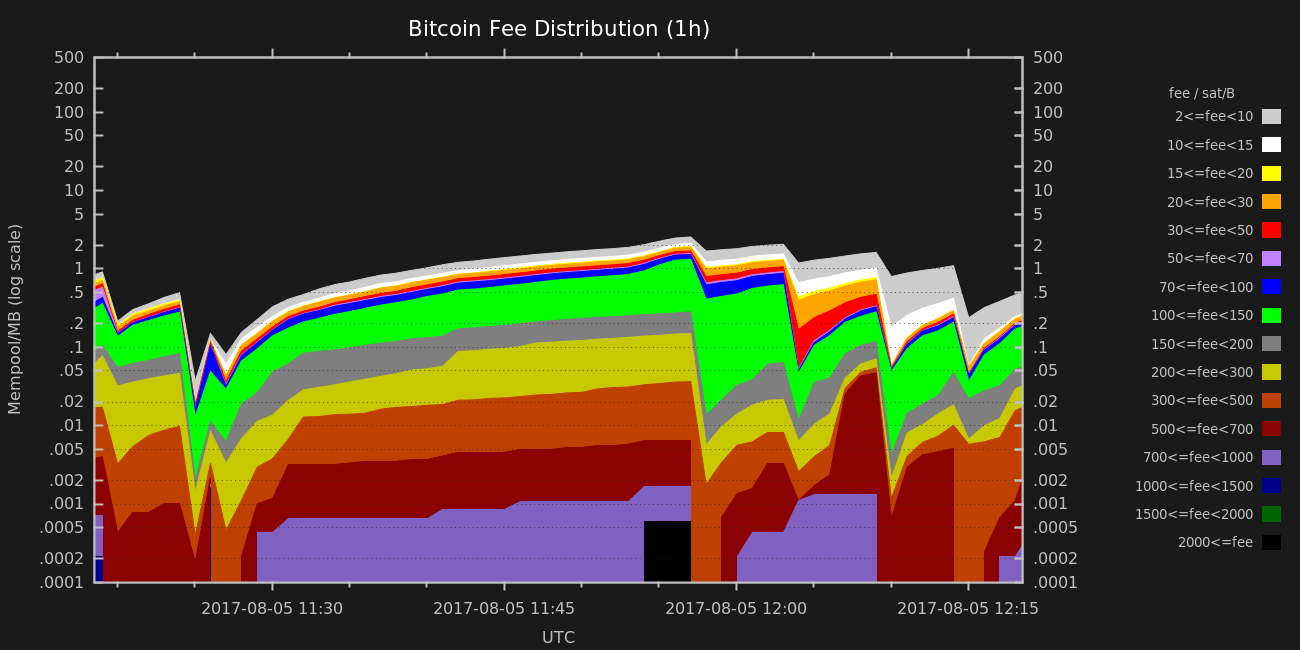 Bitcoin Fee Distribution (1h)
Mempool/MB (log scale)
500
200
100
50
20
10
5
2
1
.5
.2
.1
.05
.02
.01
.005
.002
.001
.0005
.0002
.0001
500
200
100
50
20
10
5
2
1
.5
.2
.1
.05
.02
.01
.005
.002
.001
.0005
.0002
.0001
2017-08-05 11:30 2017-08-05 11:45 2017-08-05 12:00 2017-08-05 12:15
UTC
fee / sat/B
2<=fee<10
10<=fee<15
15<=fee<20
20<=fee<30
30<=fee<50
50<=fee<70
70<=fee<100
100<=fee<150
150<=fee<200
200<=fee<300
300<=fee<500
500<=fee<700
700<=fee<1000
1000<=fee<1500
1500<=fee<2000
2000<=fee